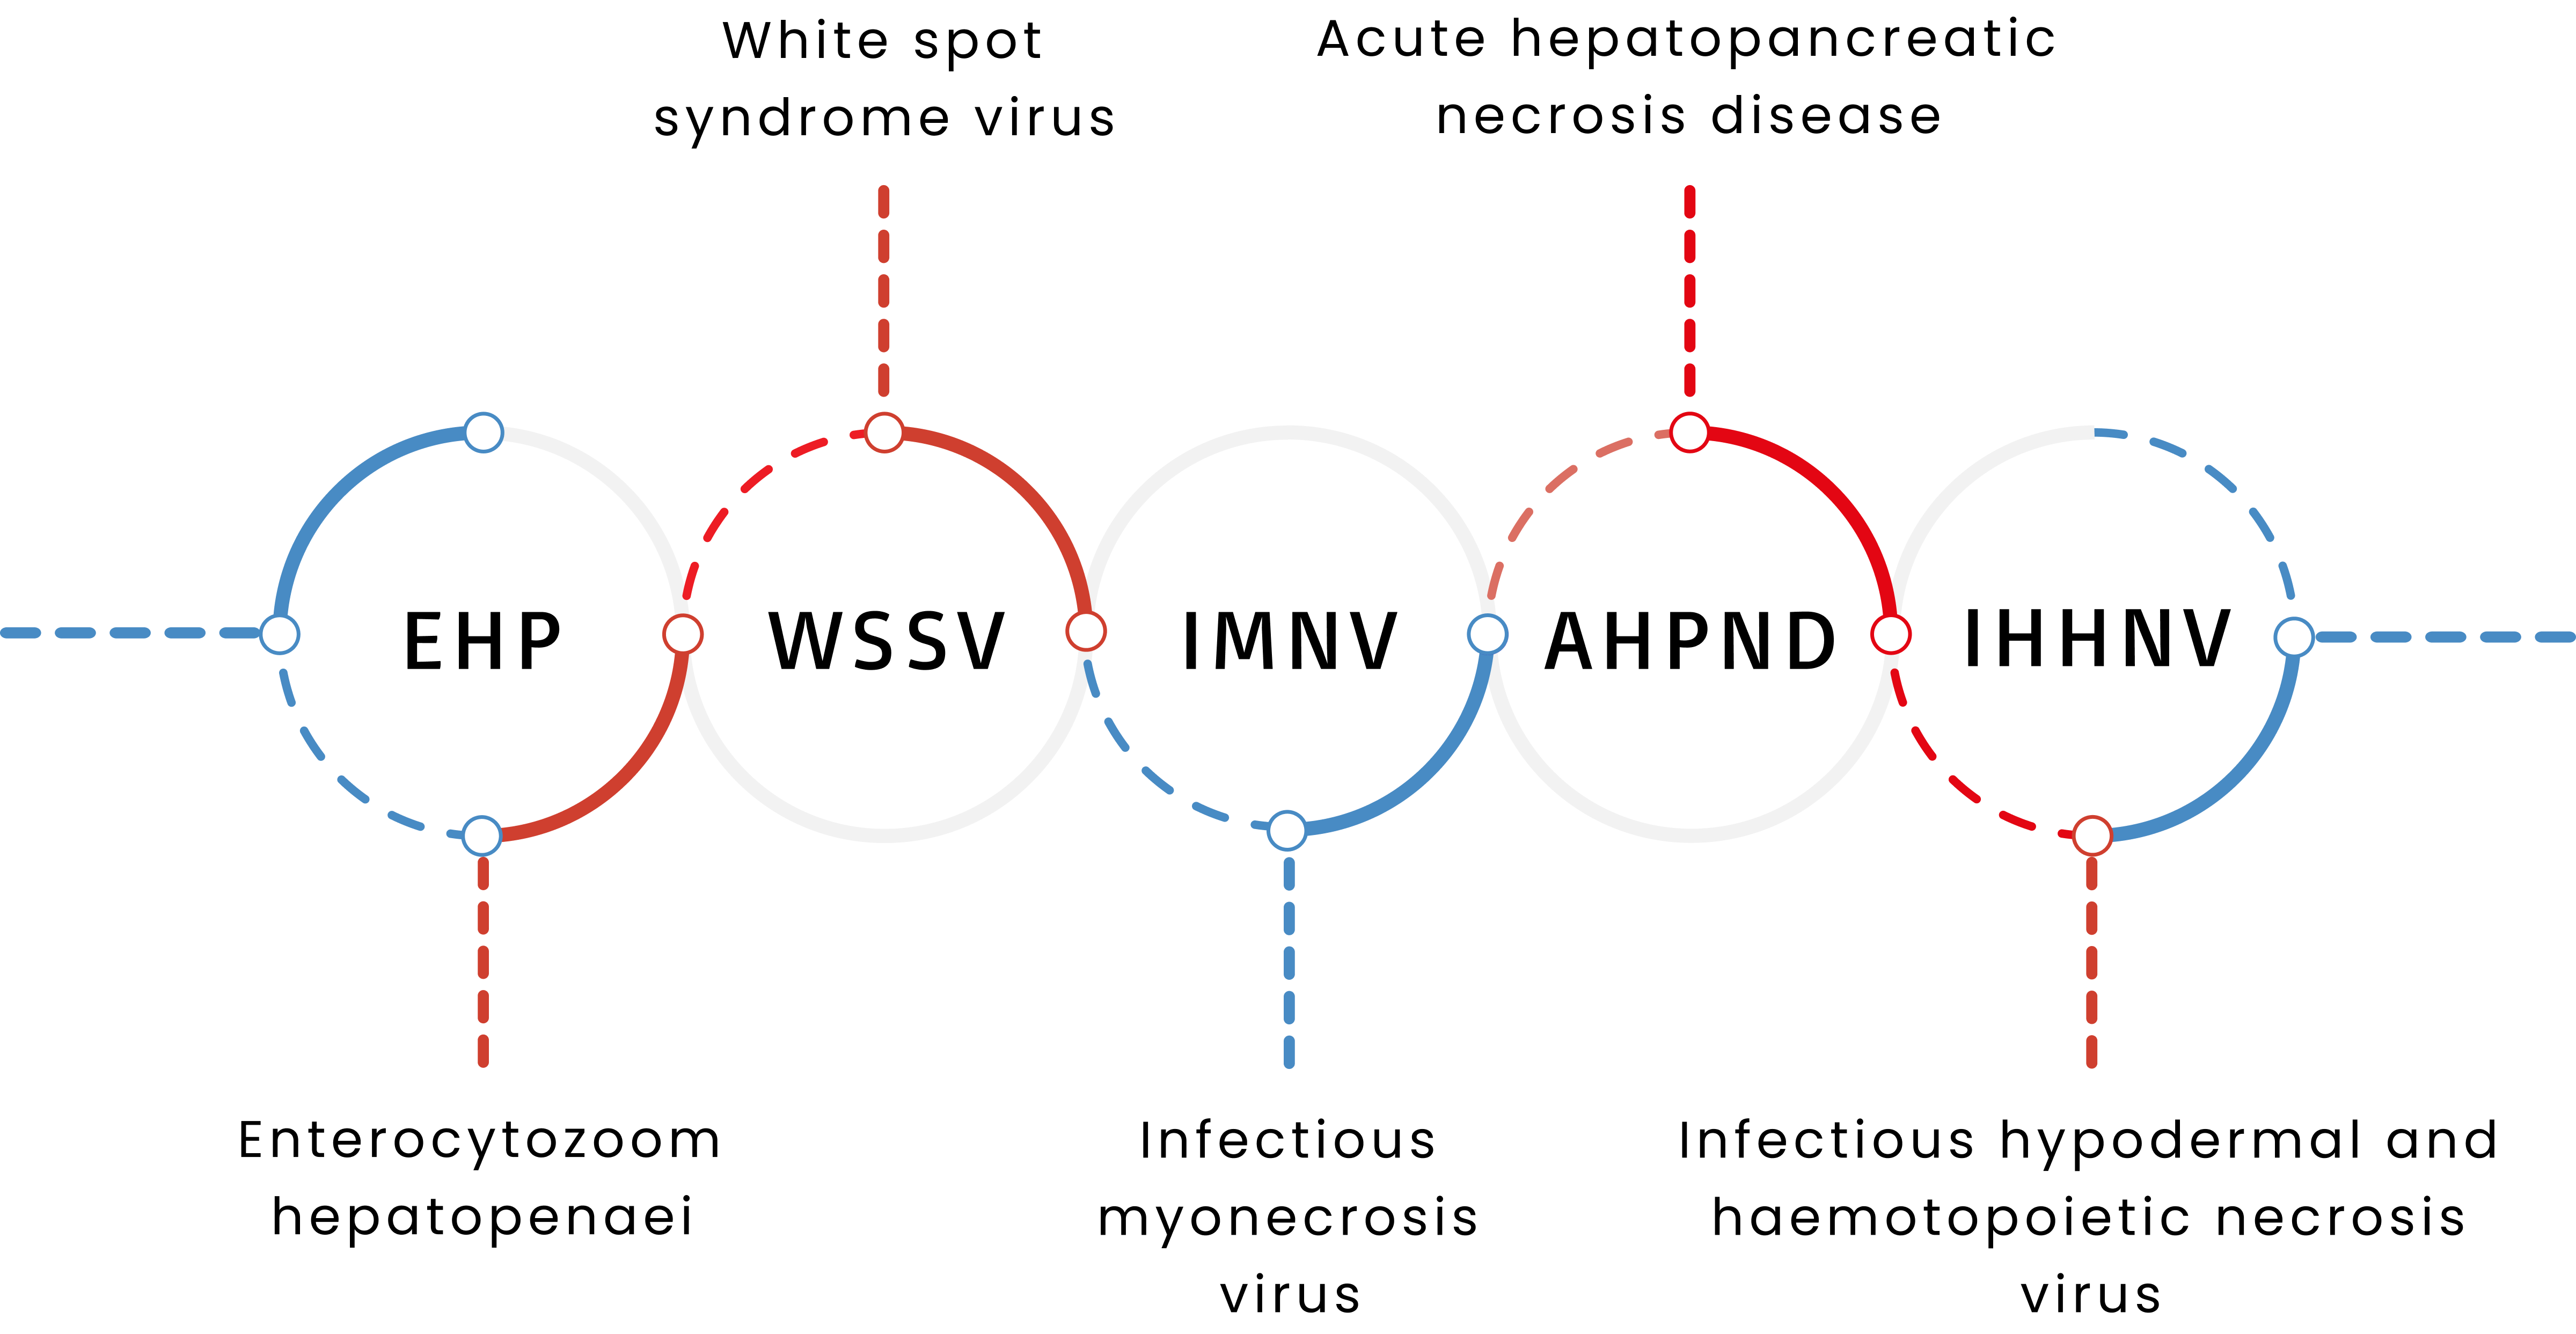 White spot
syndrome virus
Acute hepatopancreatic
necrosis disease
EHP
WSSV
IMNV
AHPND
IHHNV
Enterocytozoom
hepatopenaei
Infectious
myonecrosis
virus
Infectious hypodermal and
haemotopoietic necrosis
virus